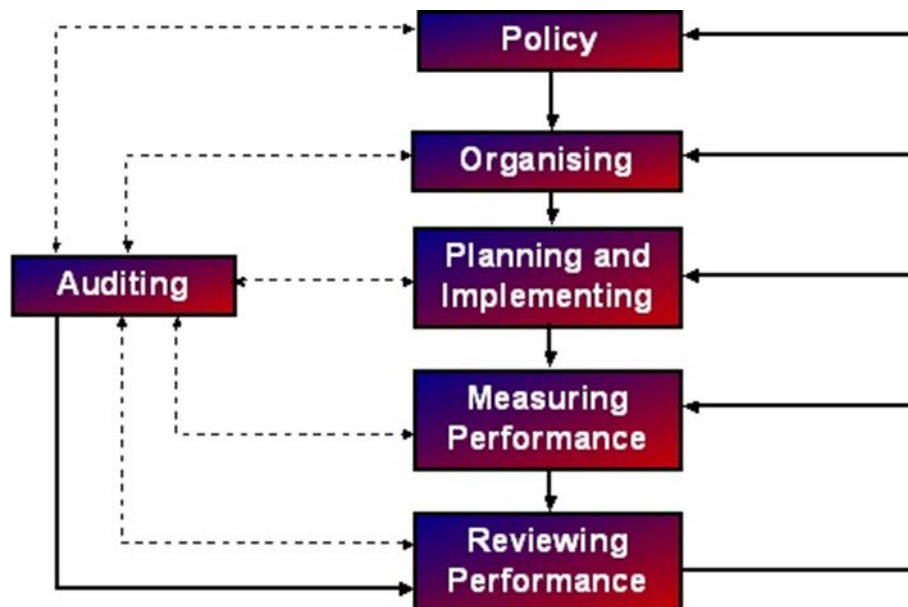 Policy
Organising
Planning and
Implementing
Auditing
Measuring
Performance
Reviewing
Performance